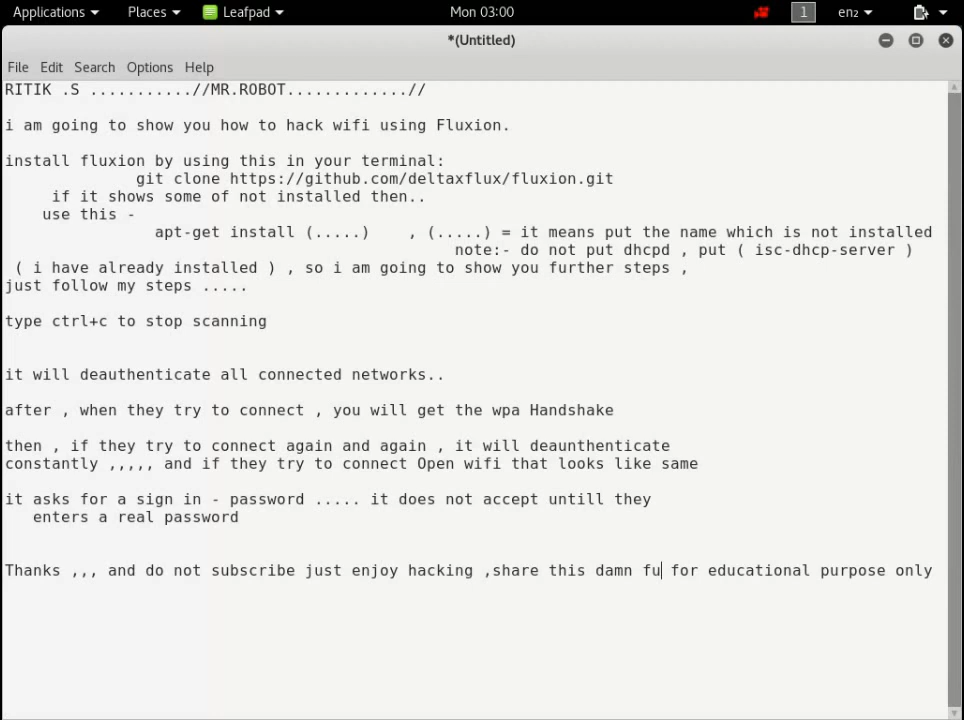 Applications Places Leafpad Mon 03:00 1 en2
*(Untitled)
File Edit Search Options Help
RITIK .S ...........//MR.ROBOT.............//
i am going to show you how to hack wifi using Fluxion.
install fluxion by using this in your terminal:
git clone https://github.com/deltaxflux/fluxion.git
if it shows some of not installed then..
use this -
apt-get install (.....) , (.....) = it means put the name which is not installed
note:- do not put dhcpd , put ( isc-dhcp-server )
( i have already installed ) , so i am going to show you further steps ,
just follow my steps .....
type ctrl+c to stop scanning
it will deauthenticate all connected networks..
after , when they try to connect , you will get the wpa Handshake
then , if they try to connect again and again , it will deaunthenticate
constantly ,,,,, and if they try to connect Open wifi that looks like same
it asks for a sign in - password ..... it does not accept untill they
enters a real password
Thanks ,,, and do not subscribe just enjoy hacking ,share this damn fu for educational purpose only